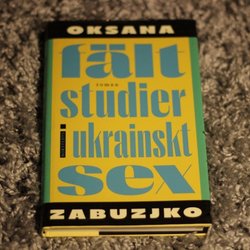 OKSANA
fält
roman
studier
i ukrainskt
sex
ZABUZJKO